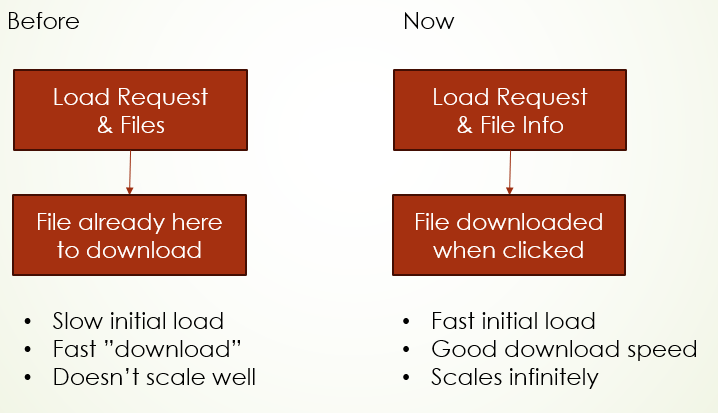 Before
Load Request
& Files
File already here
to download
• Slow initial load
• Fast ”download”
• Doesn’t scale well
Now
Load Request
& File Info
File downloaded
when clicked
• Fast initial load
• Good download speed
• Scales infinitely